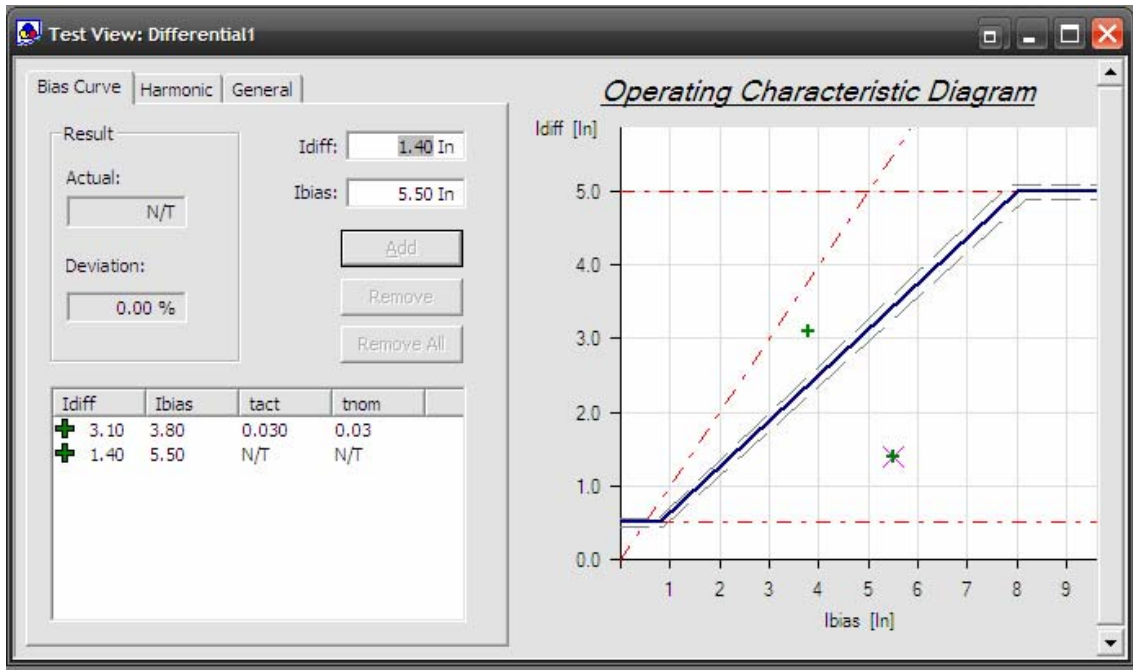 Test View: Differential1
Bias Curve Harmonic General
Result
Actual:
N/T
Deviation:
0.00 %
Idiff: 1.40 In
Ibias: 5.50 In
Add
Remove
Remove All
Idiff Ibias tact tnom
3.10 3.80 0.030 0.03
1.40 5.50 N/T N/T
Operating Characteristic Diagram
Idiff [In]
5.0
4.0
3.0
2.0
1.0
0.0
1 2 3 4 5 6 7 8 9
Ibias [In]